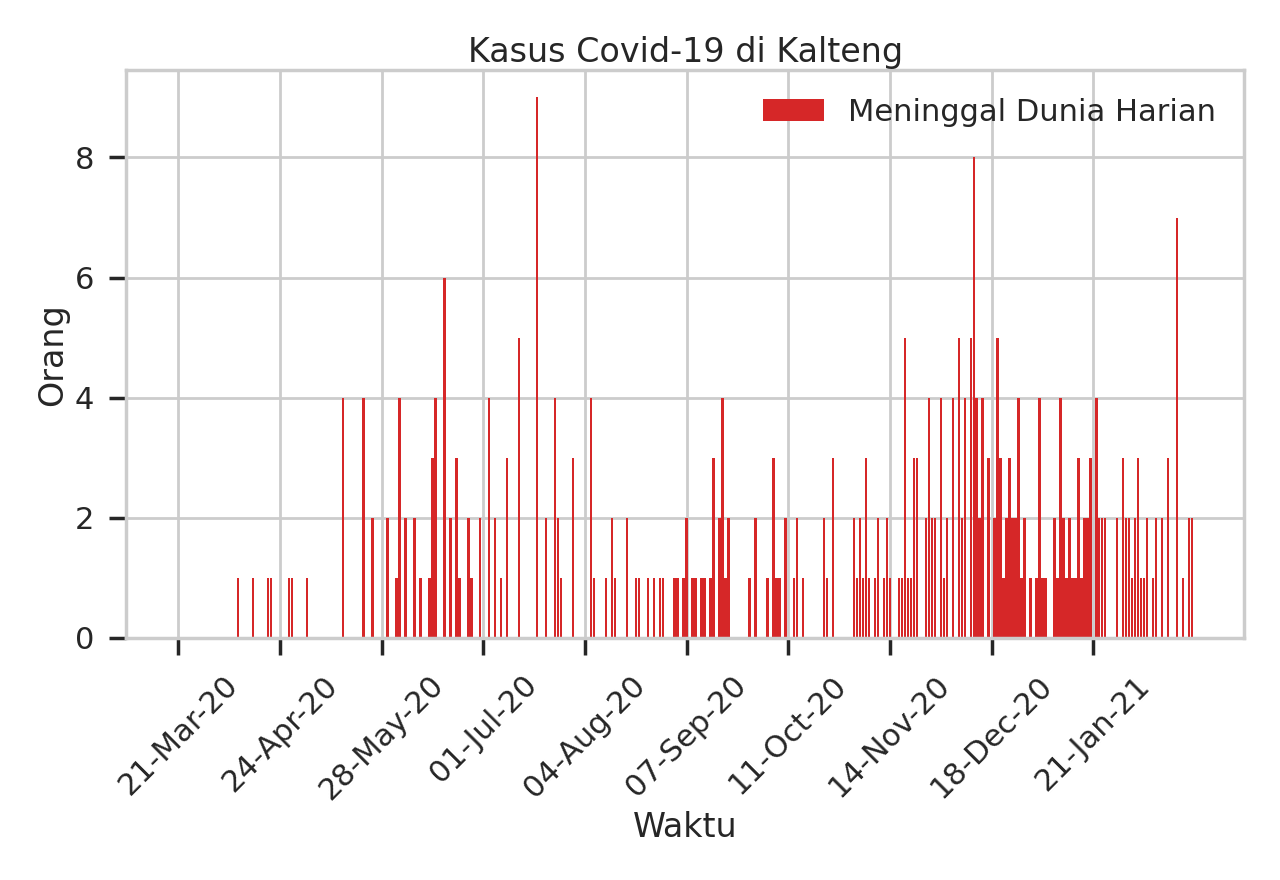 Kasus Covid-19 di Kalteng
Meninggal Dunia Harian
Orang
8
6
4
2
0
21-Mar-20
24-Apr-20
28-May-20
01-Jul-20
04-Aug-20
07-Sep-20
11-Oct-20
14-Nov-20
18-Dec-20
21-Jan-21
Waktu